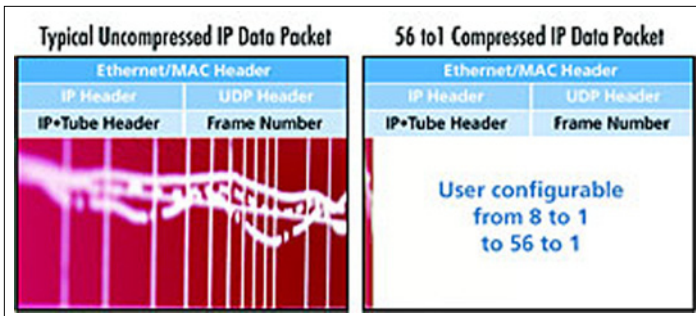 Typical Uncompressed IP Data Packet
Ethernet/MAC Header
IP Header UDP Header
IP•Tube Header Frame Number
56 to1 Compressed IP Data Packet
Ethernet/MAC Header
IP Header UDP Header
IP•Tube Header Frame Number
User configurable
from 8 to 1
to 56 to 1